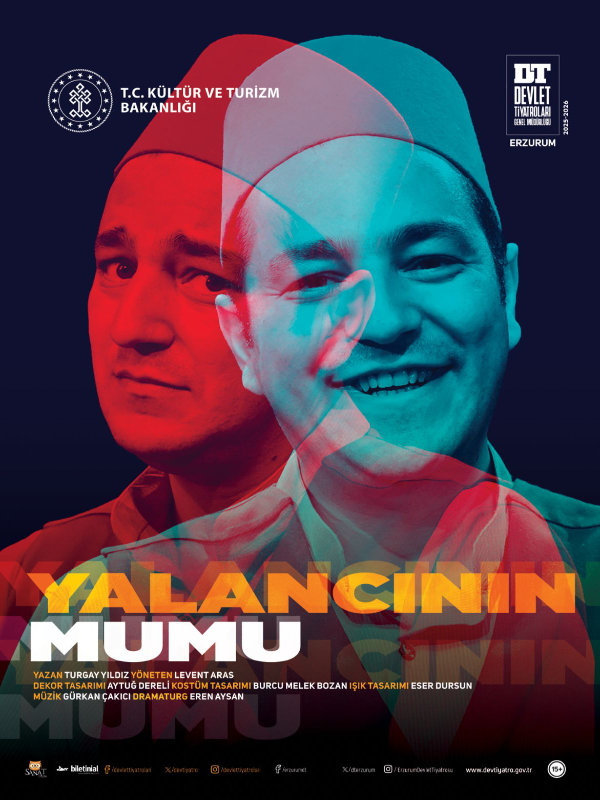 T.C. KÜLTÜR VE TURİZM
BAKANLIĞI
DT
DEVLET
TİYATROLARI
GENEL MÜDÜRLÜĞÜ
2025-2026
ERZURUM
YALANCININ
MUMU
YAZAN TURGAY YILDIZ YÖNETEN LEVENT ARAS
DEKOR TASARIMI AYTUĞ DERELİ KOSTÜM TASARIMI BURCU MELEK BOZAN IŞIK TASARIMI ESER DURSUN
MÜZİK GÜRKAN ÇAKICI DRAMATURG EREN AYSAN
SANAT biletinial /devlettiyatrolari /devtiyatro /devlettiyatrolari /erzurumdt /dterzurum /ErzurumDevletTiyatrosu www.devtiyatro.gov.tr 15+